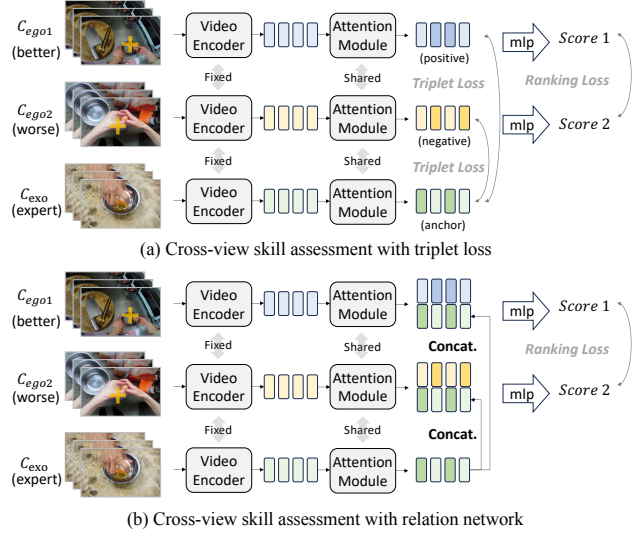 C_ego1
(better)
Video
Encoder
Attention
Module
(positive)
mlp
Score 1
Fixed
Shared
Triplet Loss
Ranking Loss
C_ego2
(worse)
Video
Encoder
Attention
Module
(negative)
mlp
Score 2
Fixed
Shared
Triplet Loss
C_exo
(expert)
Video
Encoder
Attention
Module
(anchor)
(a) Cross-view skill assessment with triplet loss
C_ego1
(better)
Video
Encoder
Attention
Module
mlp
Score 1
Fixed
Shared
Concat.
Ranking Loss
C_ego2
(worse)
Video
Encoder
Attention
Module
mlp
Score 2
Fixed
Shared
Concat.
C_exo
(expert)
Video
Encoder
Attention
Module
(b) Cross-view skill assessment with relation network